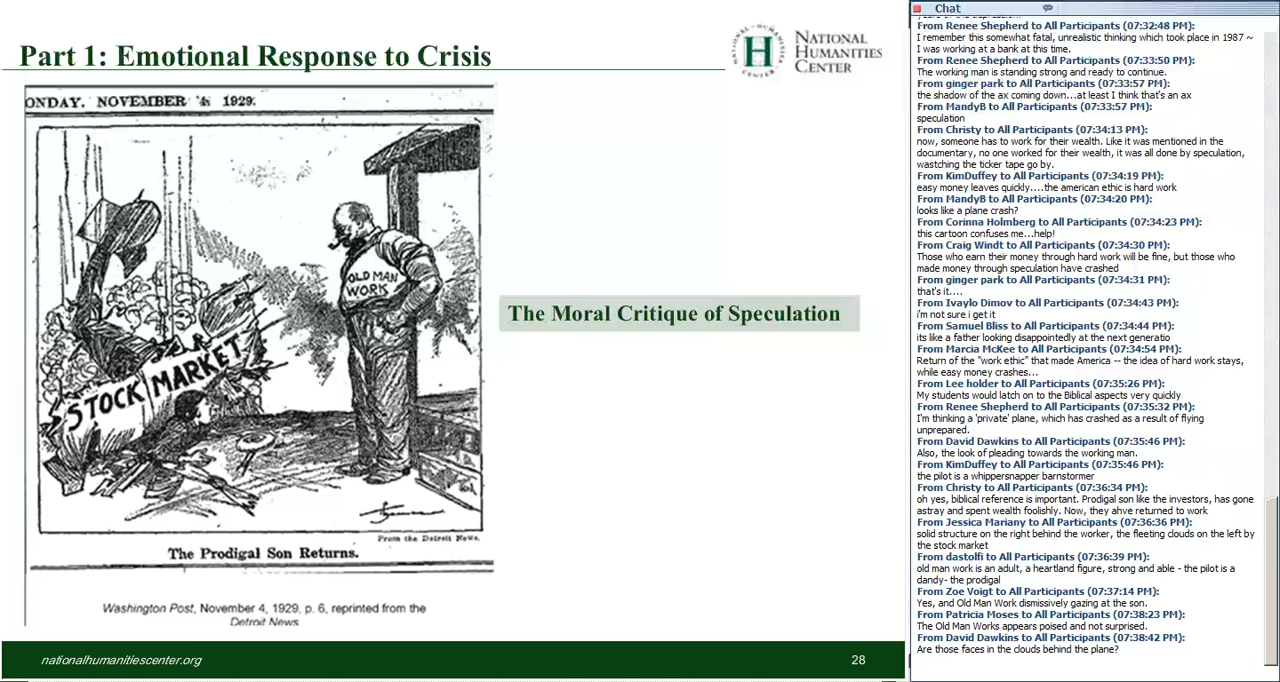 Part 1: Emotional Response to Crisis
NATIONAL HUMANITIES CENTER
H
NATIONAL
HUMANITIES
CENTER
ONDAY, NOVEMBER 4, 1929.
OLD MAN
WORK
STOCK MARKET
From the Detroit News.
The Prodigal Son Returns.
Washington Post, November 4, 1929, p. 6, reprinted from the
Detroit News
The Moral Critique of Speculation
nationalhumanitiescenter.org
28
Chat
From Renee Shepherd to All Participants (07:32:48 PM):
I remember this somewhat fatal, unrealistic thinking which took place in 1987 ~
I was working at a bank at this time.
From Renee Shepherd to All Participants (07:33:50 PM):
The working man is standing strong and ready to continue.
From ginger park to All Participants (07:33:57 PM):
the shadow of the ax coming down...at least I think that's an ax
From MandyB to All Participants (07:33:57 PM):
speculation
From Christy to All Participants (07:34:13 PM):
now, someone has to work for their wealth. Like it was mentioned in the
documentary, no one worked for their wealth, it was all done by speculation,
wastching the ticker tape go by.
From KimDuffey to All Participants (07:34:19 PM):
easy money leaves quickly....the american ethic is hard work
From MandyB to All Participants (07:34:20 PM):
looks like a plane crash?
From Corinna Holmberg to All Participants (07:34:23 PM):
this cartoon confuses me...help!
From Craig Windt to All Participants (07:34:30 PM):
Those who earn their money through hard work will be fine, but those who
made money through speculation have crashed
From ginger park to All Participants (07:34:31 PM):
that's it....
From Ivaylo Dimov to All Participants (07:34:43 PM):
i'm not sure i get it
From Samuel Bliss to All Participants (07:34:44 PM):
its like a father looking disappointedly at the next generatio
From Marcia McKee to All Participants (07:34:54 PM):
Return of the "work ethic" that made America -- the idea of hard work stays,
while easy money crashes...
From Lee holder to All Participants (07:35:26 PM):
My students would latch on to the Biblical aspects very quickly
From Renee Shepherd to All Participants (07:35:32 PM):
I'm thinking a 'private' plane, which has crashed as a result of flying
unprepared.
From David Dawkins to All Participants (07:35:46 PM):
Also, the look of pleading towards the working man.
From KimDuffey to All Participants (07:35:46 PM):
the pilot is a whippersnapper barnstormer
From Christy to All Participants (07:36:34 PM):
oh yes, biblical reference is important. Prodigal son like the investors, has gone
astray and spent wealth foolishly. Now, they ahve returned to work
From Jessica Mariany to All Participants (07:36:36 PM):
solid structure on the right behind the worker, the fleeting clouds on the left by
the stock market
From dastolfi to All Participants (07:36:39 PM):
old man work is an adult, a heartland figure, strong and able - the pilot is a
dandy- the prodigal
From Zoe Voigt to All Participants (07:37:14 PM):
Yes, and Old Man Work dismissively gazing at the son.
From Patricia Moses to All Participants (07:38:23 PM):
The Old Man Works appears poised and not surprised.
From David Dawkins to All Participants (07:38:42 PM):
Are those faces in the clouds behind the plane?